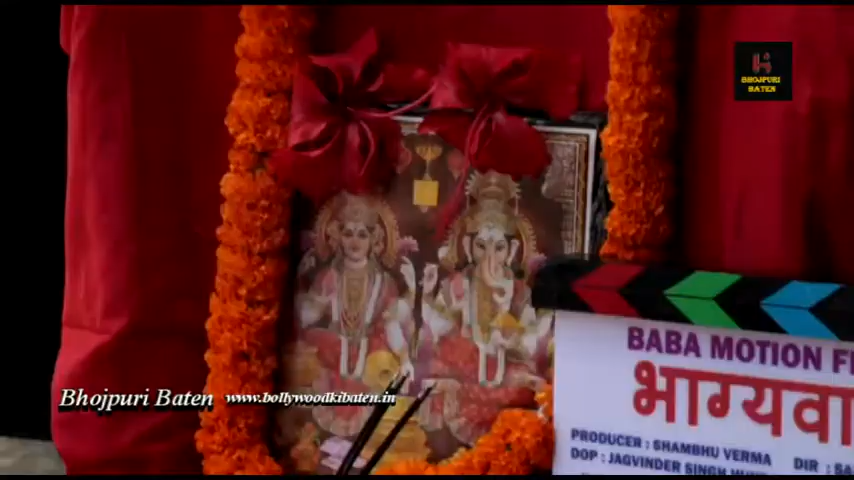 BHOJPURI
BATEN
BABA MOTION
भाग्यवा
PRODUCER : SHAMBHU VERMA
DIR :
DOP : JAGVINDER SINGH
Bhojpuri Baten
www.bollywoodkibaten.in